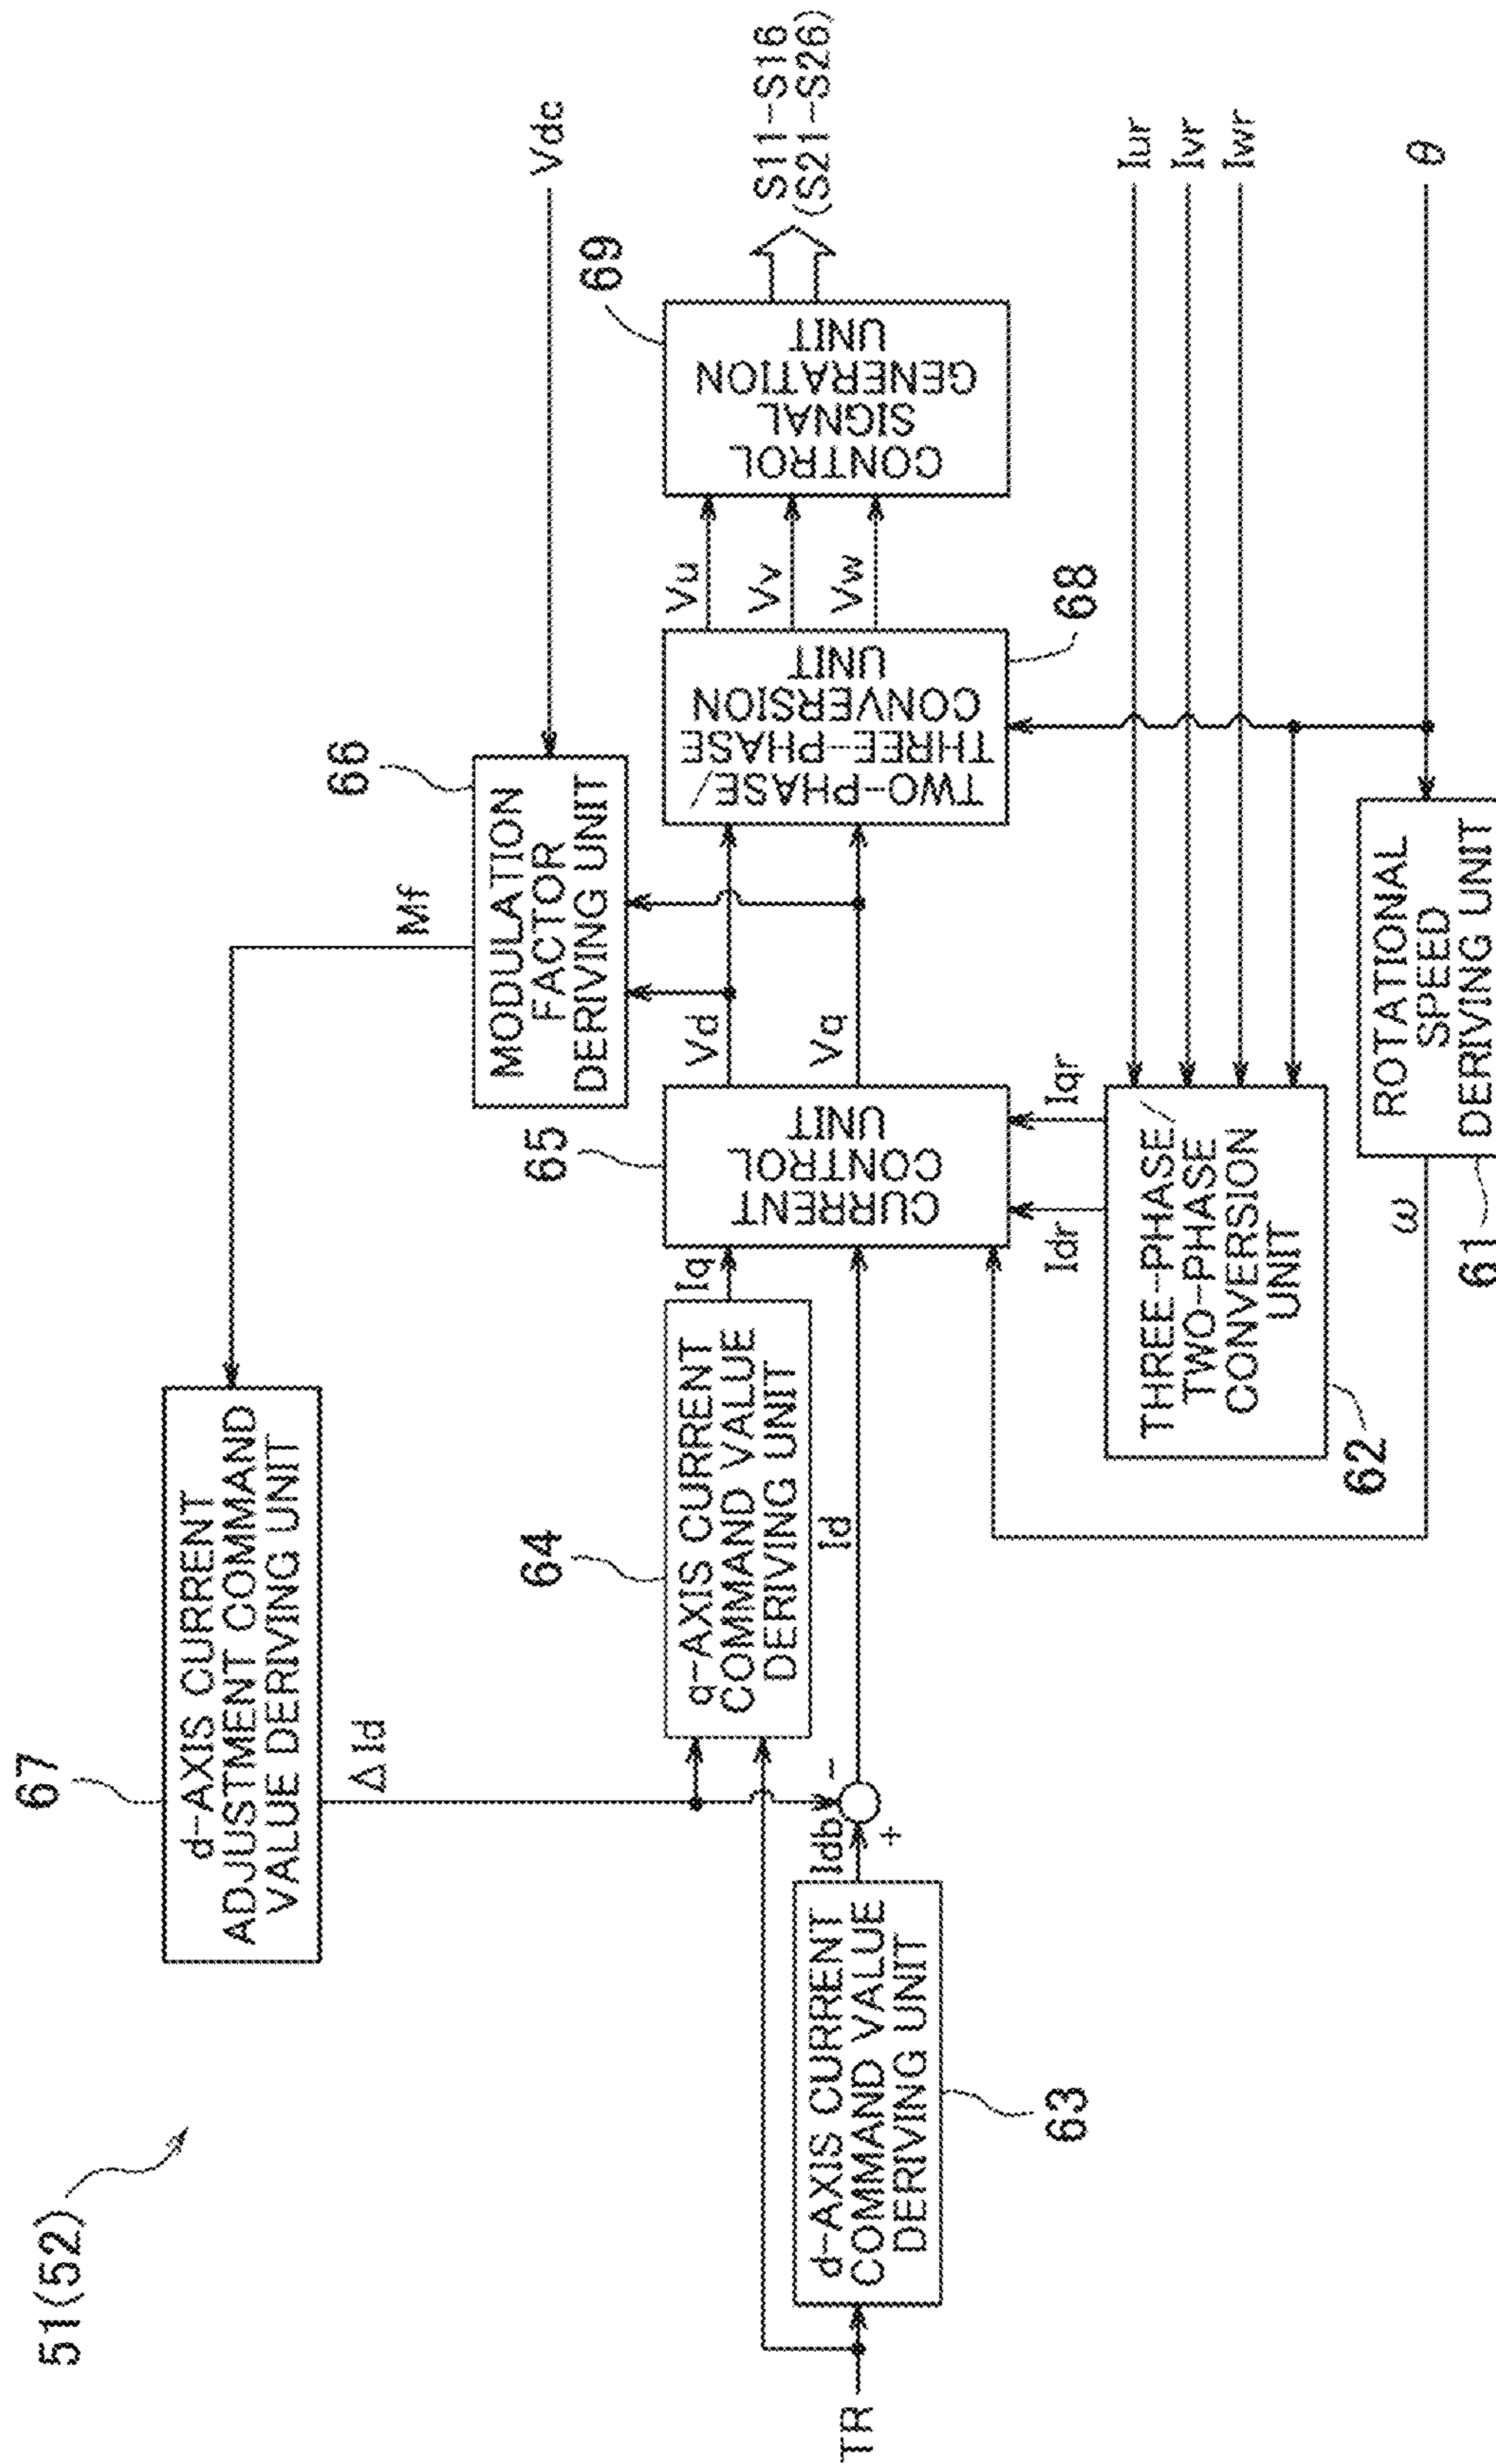 51(52)
67
d-AXIS CURRENT
ADJUSTMENT COMMAND
VALUE DERIVING UNIT
ΔId
Mf
66
MODULATION
FACTOR
DERIVING UNIT
Vdc
64
q-AXIS CURRENT
COMMAND VALUE
DERIVING UNIT
Iq
65
CURRENT
CONTROL
UNIT
Vd
Vq
TWO-PHASE/
THREE-PHASE
CONVERSION
UNIT
68
Vu
Vv
Vw
69
CONTROL
SIGNAL
GENERATION
UNIT
S11-S16
(S21-S26)
TR
d-AXIS CURRENT
COMMAND VALUE
DERIVING UNIT
63
Idb
+
-
Id
Idr
Iqr
THREE-PHASE/
TWO-PHASE
CONVERSION
UNIT
62
Iur
Ivr
Iwr
ω
ROTATIONAL
SPEED
DERIVING UNIT
61
θ